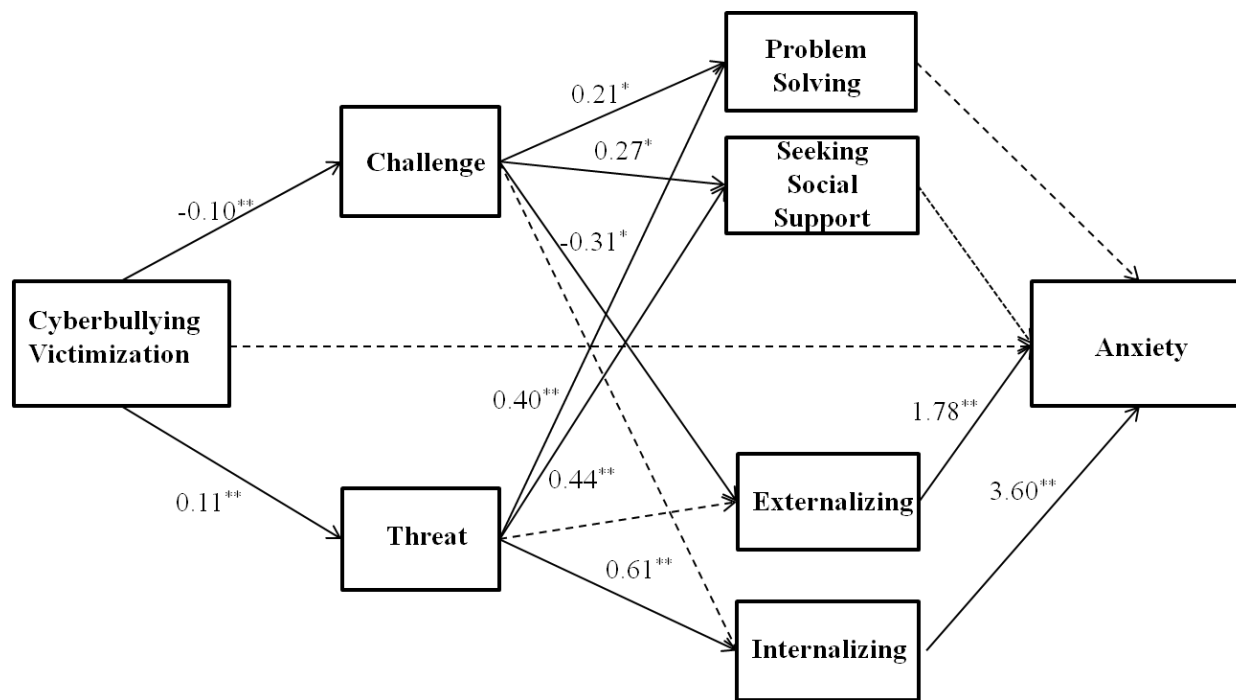 Problem
Solving
0.21*
Challenge
0.27*
Seeking
Social
Support
-0.10**
-0.31*
Cyberbullying
Victimization
Anxiety
0.40**
1.78**
0.44**
Externalizing
3.60**
0.11**
Threat
0.61**
Internalizing